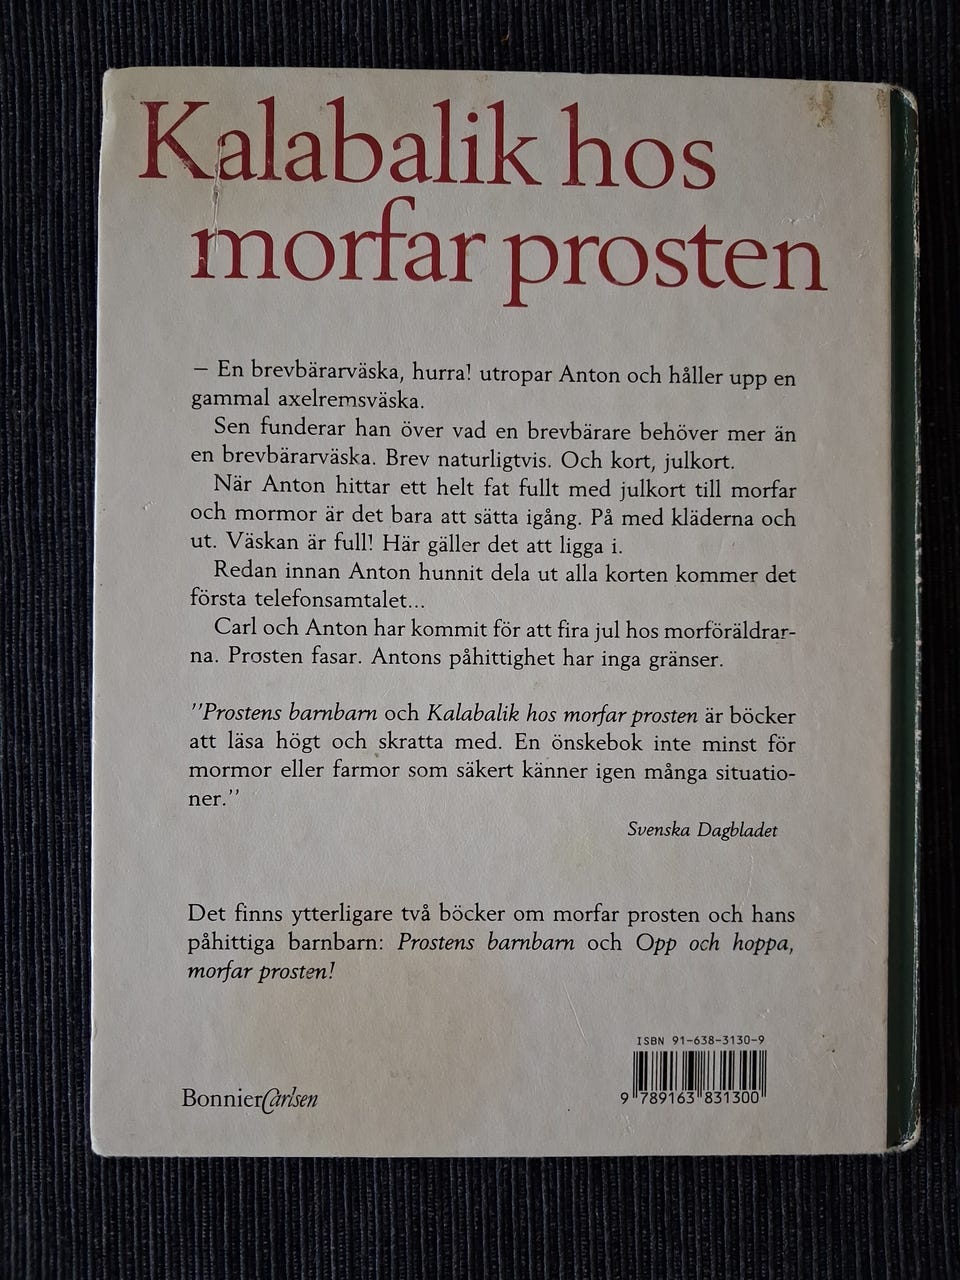 Kalabalik hos
morfar prosten
– En brevbärarväska, hurra! utropar Anton och håller upp en
gammal axelremsväska.
Sen funderar han över vad en brevbärare behöver mer än
en brevbärarväska. Brev naturligtvis. Och kort, julkort.
När Anton hittar ett helt fat fullt med julkort till morfar
och mormor är det bara att sätta igång. På med kläderna och
ut. Väskan är full! Här gäller det att ligga i.
Redan innan Anton hunnit dela ut alla korten kommer det
första telefonsamtalet...
Carl och Anton har kommit för att fira jul hos morföräldrar-
na. Prosten fasar. Antons påhittighet har inga gränser.
"Prostens barnbarn och Kalabalik hos morfar prosten är böcker
att läsa högt och skratta med. En önskebok inte minst för
mormor eller farmor som säkert känner igen många situatio-
ner."
Svenska Dagbladet
Det finns ytterligare två böcker om morfar prosten och hans
påhittiga barnbarn: Prostens barnbarn och Opp och hoppa,
morfar prosten!
ISBN 91-638-3130-9
BonnierCarlsen
9 789163 831300